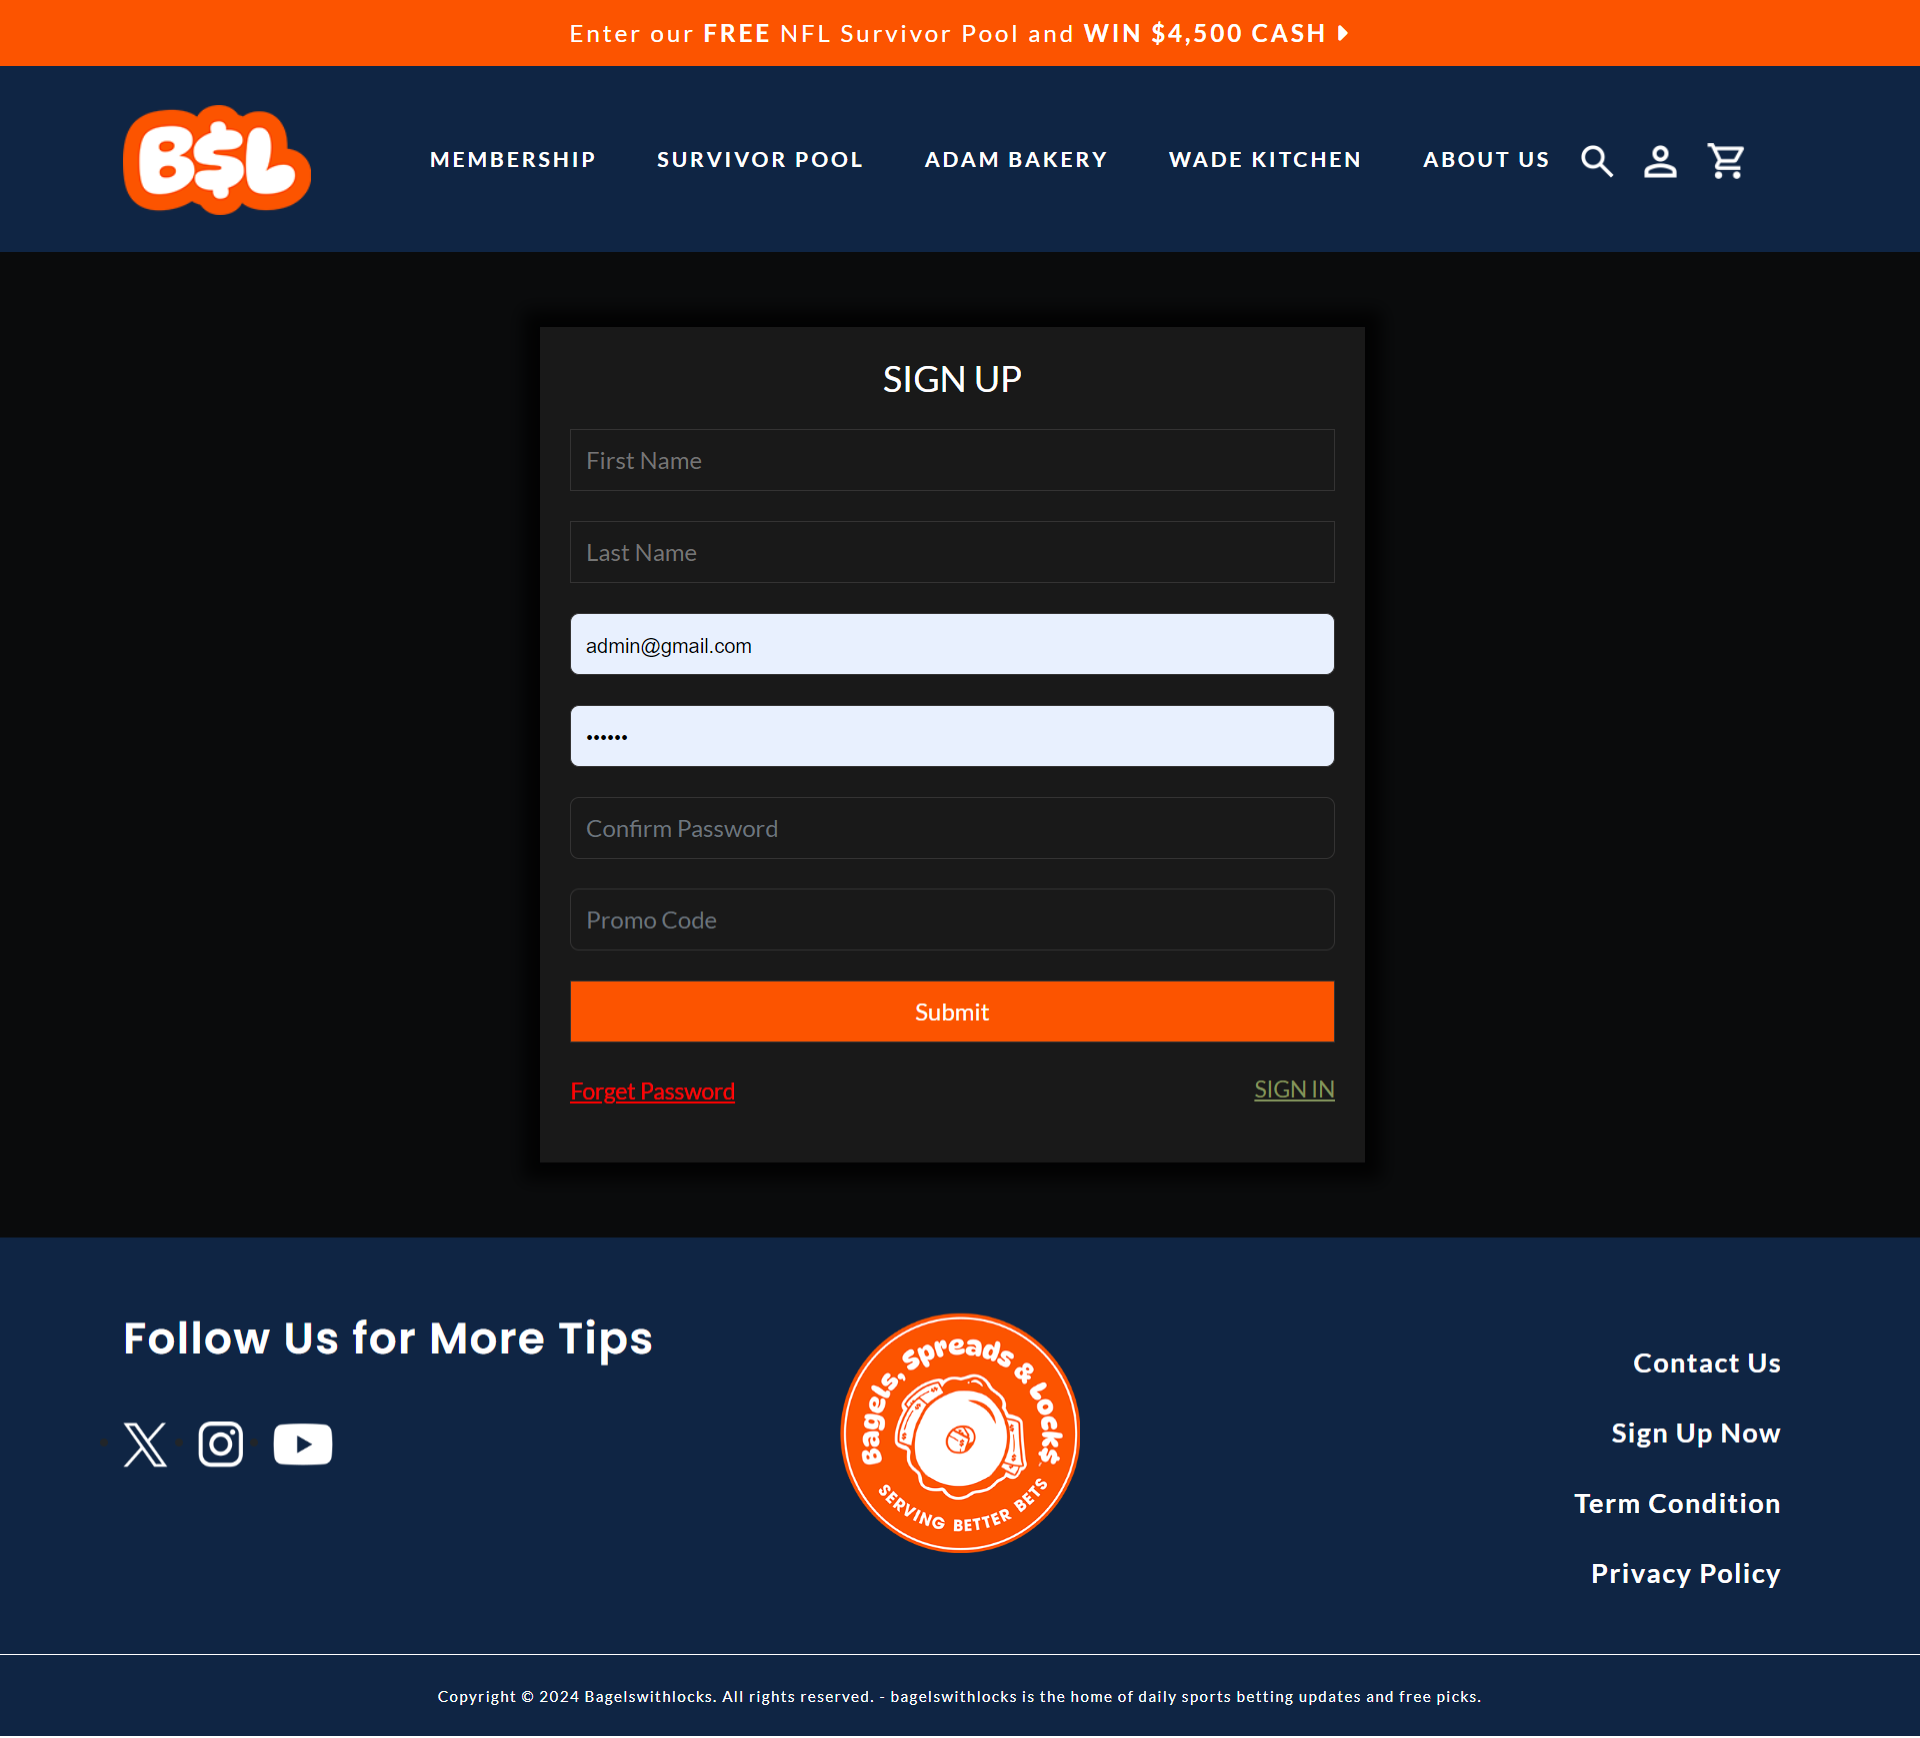 Enter our FREE NFL Survivor Pool and WIN $4,500 CASH
B$L
MEMBERSHIP
SURVIVOR POOL
ADAM BAKERY
WADE KITCHEN
ABOUT US
SIGN UP
First Name
Last Name
admin@gmail.com
••••••
Confirm Password
Promo Code
Submit
Forget Password
SIGN IN
Follow Us for More Tips
Bagels, Spreads & Locks
SERVING BETTER BETS
Contact Us
Sign Up Now
Term Condition
Privacy Policy
Copyright © 2024 Bagelswithlocks. All rights reserved. - bagelswithlocks is the home of daily sports betting updates and free picks.